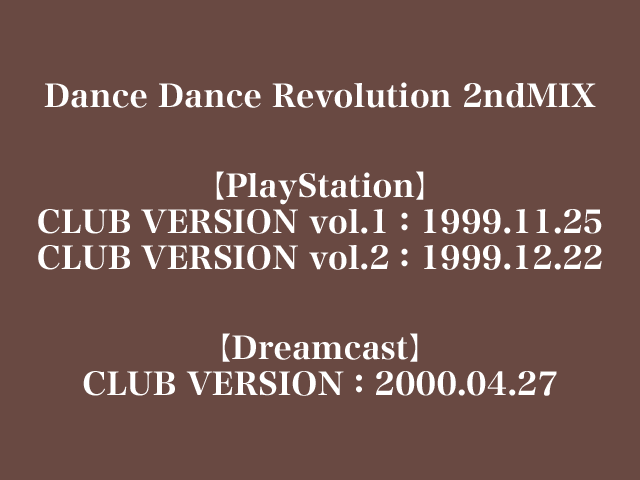 Dance Dance Revolution 2ndMIX
【PlayStation】
CLUB VERSION vol.1：1999.11.25
CLUB VERSION vol.2：1999.12.22
【Dreamcast】
CLUB VERSION：2000.04.27